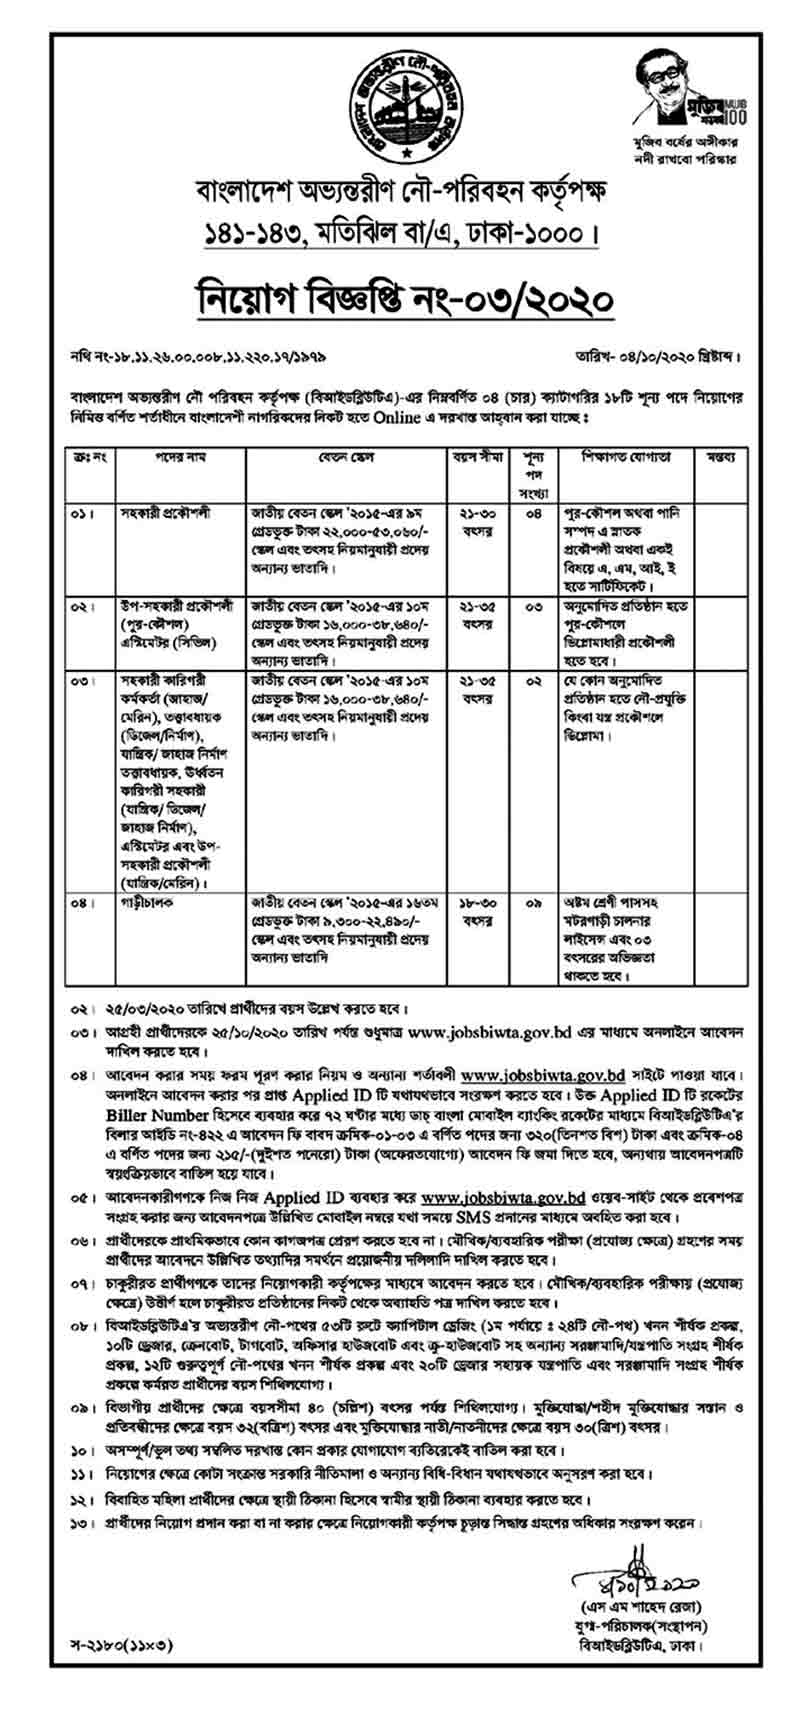 বাংলাদেশ অভ্যন্তরীণ নৌ-পরিবহন কর্তৃপক্ষ
মুজিব
MUJIB
100
মুজিব বর্ষের অঙ্গীকার
নদী রাখবো পরিস্কার
বাংলাদেশ অভ্যন্তরীণ নৌ-পরিবহন কর্তৃপক্ষ
১৪১-১৪৩, মতিঝিল বা/এ, ঢাকা-১০০০।
নিয়োগ বিজ্ঞপ্তি নং-০৩/২০২০
নথি নং-১৮.১১.২৬.০০.০০৮.১১.২২০.১৭/১৯৭৯
তারিখ- ০৪/১০/২০২০ খ্রিষ্টাব্দ।
বাংলাদেশ অভ্যন্তরীণ নৌ পরিবহন কর্তৃপক্ষ (বিআইডব্লিউটিএ)-এর নিম্নবর্ণিত ০৪ (চার) ক্যাটাগরির ১৮টি শূন্য পদে নিয়োগের
নিমিত্ত বর্ণিত শর্তাধীনে বাংলাদেশী নাগরিকদের নিকট হতে Online এ দরখাস্ত আহ্বান করা যাচ্ছে :
ক্রঃ নং
পদের নাম
বেতন স্কেল
বয়স সীমা
শূন্য
পদ
সংখ্যা
শিক্ষাগত যোগ্যতা
মন্তব্য
০১।
সহকারী প্রকৌশলী
জাতীয় বেতন স্কেল '২০১৫-এর ৯ম
গ্রেডভুক্ত টাকা ২২,০০০-৫৩,০৬০/-
স্কেল এবং তৎসহ নিয়মানুযায়ী প্রদেয়
অন্যান্য ভাতাদি।
২১-৩০
বৎসর
০৪
পুর-কৌশল অথবা পানি
সম্পদ এ স্নাতক
প্রকৌশলী অথবা একই
বিষয়ে এ, এম, আই, ই
হতে সার্টিফিকেট।
০২।
উপ-সহকারী প্রকৌশলী
(পুর-কৌশল)
এস্টিমেটর (সিভিল)
জাতীয় বেতন স্কেল '২০১৫-এর ১০ম
গ্রেডভুক্ত টাকা ১৬,০০০-৩৮,৬৪০/-
স্কেল এবং তৎসহ নিয়মানুযায়ী প্রদেয়
অন্যান্য ভাতাদি।
২১-৩৫
বৎসর
০৩
অনুমোদিত প্রতিষ্ঠান হতে
পুর-কৌশলে
ডিপ্লোমাধারী প্রকৌশলী
হতে হবে।
০৩।
সহকারী কারিগরী
কর্মকর্তা (জাহাজ/
মেরিন), তত্ত্বাবধায়ক
(ডিজেল/নির্মাণ),
যান্ত্রিক/ জাহাজ নির্মাণ
তত্তাবধায়ক, উর্ধ্বতন
কারিগরী সহকারী
(যান্ত্রিক/ ডিজেল/
জাহাজ নির্মাণ),
এস্টিমেটর এবং উপ-
সহকারী প্রকৌশলী
(যান্ত্রিক/মেরিন)।
জাতীয় বেতন স্কেল '২০১৫-এর ১০ম
গ্রেডভুক্ত টাকা ১৬,০০০-৩৮,৬৪০/-
স্কেল এবং তৎসহ নিয়মানুযায়ী প্রদেয়
অন্যান্য ভাতাদি।
২১-৩৫
বৎসর
০২
যে কোন অনুমোদিত
প্রতিষ্ঠান হতে নৌ-প্রযুক্তি
কিংবা যন্ত্র প্রকৌশলে
ডিপ্লোমা।
০৪।
গাড়ীচালক
জাতীয় বেতন স্কেল '২০১৫-এর ১৬তম
গ্রেডভুক্ত টাকা ৯,৩০০-২২,৪৯০/-
স্কেল এবং তৎসহ নিয়মানুযায়ী প্রদেয়
অন্যান্য ভাতাদি
১৮-৩০
বৎসর
০৯
অষ্টম শ্রেণী পাসসহ
মটরগাড়ী চালনার
লাইসেন্স এবং ০৩
বৎসরের অভিজ্ঞতা
থাকতে হবে।
০২। ২৫/০৩/২০২০ তারিখে প্রার্থীদের বয়স উল্লেখ করতে হবে।
০৩। আগ্রহী প্রার্থীদেরকে ২৫/১০/২০২০ তারিখ পর্যন্ত শুধুমাত্র www.jobsbiwta.gov.bd এর মাধ্যমে অনলাইনে আবেদন
দাখিল করতে হবে।
০৪। আবেদন করার সময় ফরম পূরণ করার নিয়ম ও অন্যান্য শর্তাবলী www.jobsbiwta.gov.bd সাইটে পাওয়া যাবে।
অনলাইনে আবেদন করার পর প্রাপ্ত Applied ID টি যথাযথভাবে সংরক্ষণ করতে হবে। উক্ত Applied ID টি রকেটের
Biller Number হিসেবে ব্যবহার করে ৭২ ঘন্টার মধ্যে ডাচ্ বাংলা মোবাইল ব্যাংকিং রকেটের মাধ্যমে বিআইডব্লিউটিএ'র
বিলার আইডি নং-৪২২ এ আবেদন ফি বাবদ ক্রমিক-০১-০৩ এ বর্ণিত পদের জন্য ৩২০(তিনশত বিশ) টাকা এবং ক্রমিক-০৪
এ বর্ণিত পদের জন্য ২১৫/-(দুইশত পনেরো) টাকা (অফেরতযোগ্যে) আবেদন ফি জমা দিতে হবে, অন্যথায় আবেদনপত্রটি
স্বয়ংক্রিয়ভাবে বাতিল হয়ে যাবে।
০৫। আবেদনকারীগণকে নিজ নিজ Applied ID ব্যবহার করে www.jobsbiwta.gov.bd ওয়েব-সাইট থেকে প্রবেশপত্র
সংগ্রহ করার জন্য আবেদনপত্রে উল্লিখিত মোবাইল নম্বরে যথা সময়ে SMS প্রদানের মাধ্যমে অবহিত করা হবে।
০৬। প্রার্থীদেরকে প্রাথমিকভাবে কোন কাগজপত্র প্রেরণ করতে হবে না। মৌখিক/ব্যবহারিক পরীক্ষা (প্রযোজ্য ক্ষেত্রে) গ্রহণের সময়
প্রার্থীদের আবেদনে উল্লিখিত তথ্যাদির সমর্থনে প্রয়োজনীয় দলিলাদি দাখিল করতে হবে।
০৭। চাকুরীরত প্রার্থীগণকে তাদের নিয়োগকারী কর্তৃপক্ষের মাধ্যমে আবেদন করতে হবে। মৌখিক/ব্যবহারিক পরীক্ষায় (প্রযোজ্য
ক্ষেত্রে) উত্তীর্ণ হলে চাকুরীরত প্রতিষ্ঠানের নিকট থেকে অব্যাহতি পত্র দাখিল করতে হবে।
০৮। বিআইডব্লিউটিএ'র অভ্যন্তরীণ নৌ-পথের ৫৩টি রুটে ক্যাপিটাল ড্রেজিং (১ম পর্যায়ে : ২৪টি নৌ-পথ) খনন শীর্ষক প্রকল্প,
১০টি ড্রেজার, ক্রেনবোট, টাগবোট, অফিসার হাউজবোট এবং ক্রু-হাউজবোট সহ অন্যান্য সরঞ্জামাদি/যন্ত্রপাতি সংগ্রহ শীর্ষক
প্রকল্প, ১২টি গুরুত্বপূর্ণ নৌ-পথের খনন শীর্ষক প্রকল্প এবং ২০টি ড্রেজার সহায়ক যন্ত্রপাতি এবং সরঞ্জামাদি সংগ্রহ শীর্ষক
প্রকল্পে কর্মরত প্রার্থীদের বয়স শিথিলযোগ্য।
০৯। বিভাগীয় প্রার্থীদের ক্ষেত্রে বয়সসীমা ৪০ (চল্লিশ) বৎসর পর্যন্ত শিথিলযোগ্য। মুক্তিযোদ্ধা/শহীদ মুক্তিযোদ্ধার সন্তান ও
প্রতিবন্ধীদের ক্ষেত্রে বয়স ৩২(বত্রিশ) বৎসর এবং মুক্তিযোদ্ধার নাতী/নাতনীদের ক্ষেত্রে বয়স ৩০(ত্রিশ) বৎসর।
১০। অসম্পূর্ণ/ভুল তথ্য সম্বলিত দরখাস্ত কোন প্রকার যোগাযোগ ব্যতিরেকেই বাতিল করা হবে।
১১। নিয়োগের ক্ষেত্রে কোটা সংক্রান্ত সরকারি নীতিমালা ও অন্যান্য বিধি-বিধান যথাযথভাবে অনুসরণ করা হবে।
১২। বিবাহিত মহিলা প্রার্থীদের ক্ষেত্রে স্থায়ী ঠিকানা হিসেবে স্বামীর স্থায়ী ঠিকানা ব্যবহার করতে হবে।
১৩। প্রার্থীদের নিয়োগ প্রদান করা বা না করার ক্ষেত্রে নিয়োগকারী কর্তৃপক্ষ চূড়ান্ত সিদ্ধান্ত গ্রহণের অধিকার সংরক্ষণ করেন।
৪/১০/২০২০
(এস এম শাহেদ রেজা)
যুগ্ম-পরিচালক(সংস্থাপন)
বিআইডব্লিউটিএ, ঢাকা।
স-২১৮০(১১×৩)